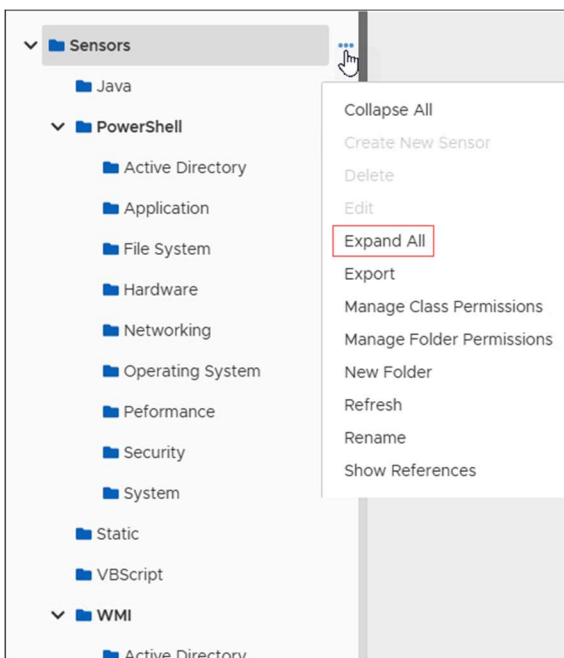 Sensors
Java
PowerShell
Active Directory
Application
File System
Hardware
Networking
Operating System
Peformance
Security
System
Static
VBScript
WMI
Active Directory
Collapse All
Create New Sensor
Delete
Edit
Expand All
Export
Manage Class Permissions
Manage Folder Permissions
New Folder
Refresh
Rename
Show References